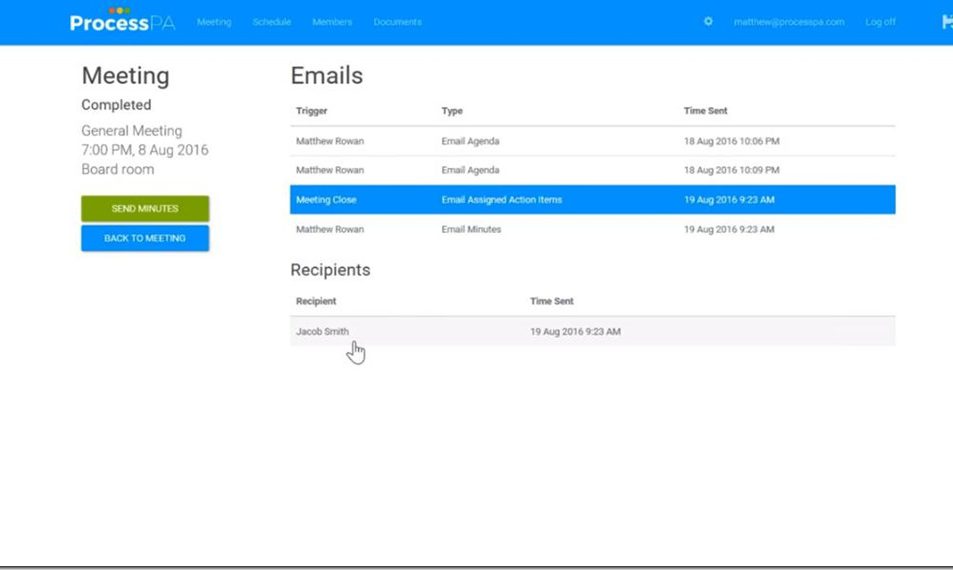 ProcessPA Meeting Schedule Members Documents matthew@processpa.com Log off
Meeting
Completed
General Meeting
7:00 PM, 8 Aug 2016
Board room
SEND MINUTES
BACK TO MEETING
Emails
Trigger Type Time Sent
Matthew Rowan Email Agenda 18 Aug 2016 10:06 PM
Matthew Rowan Email Agenda 18 Aug 2016 10:09 PM
Meeting Close Email Assigned Action Items 19 Aug 2016 9:23 AM
Matthew Rowan Email Minutes 19 Aug 2016 9:23 AM
Recipients
Recipient Time Sent
Jacob Smith 19 Aug 2016 9:23 AM